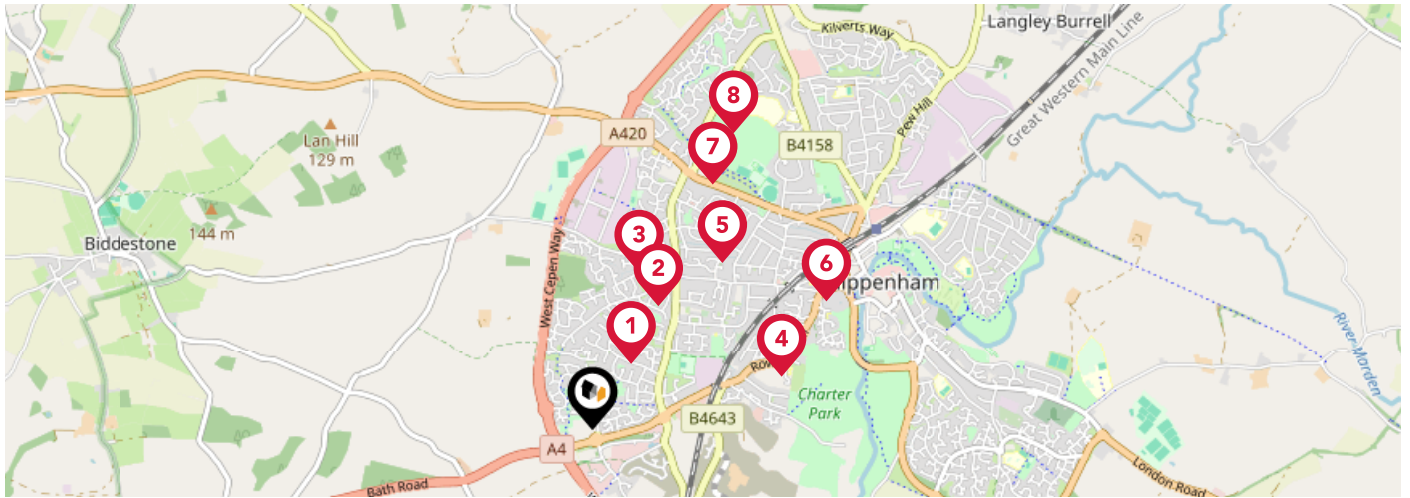 Langley Burrell
Kilverts Way
Great Western Main Line
8
Pew Hill
A420
Lan Hill
129 m
7
B4158
144 m
Biddestone
West Cepen Way
3
5
2
6
ippenham
1
4
River Marden
Charter
Park
B4643
A4
Bath Road
London Road